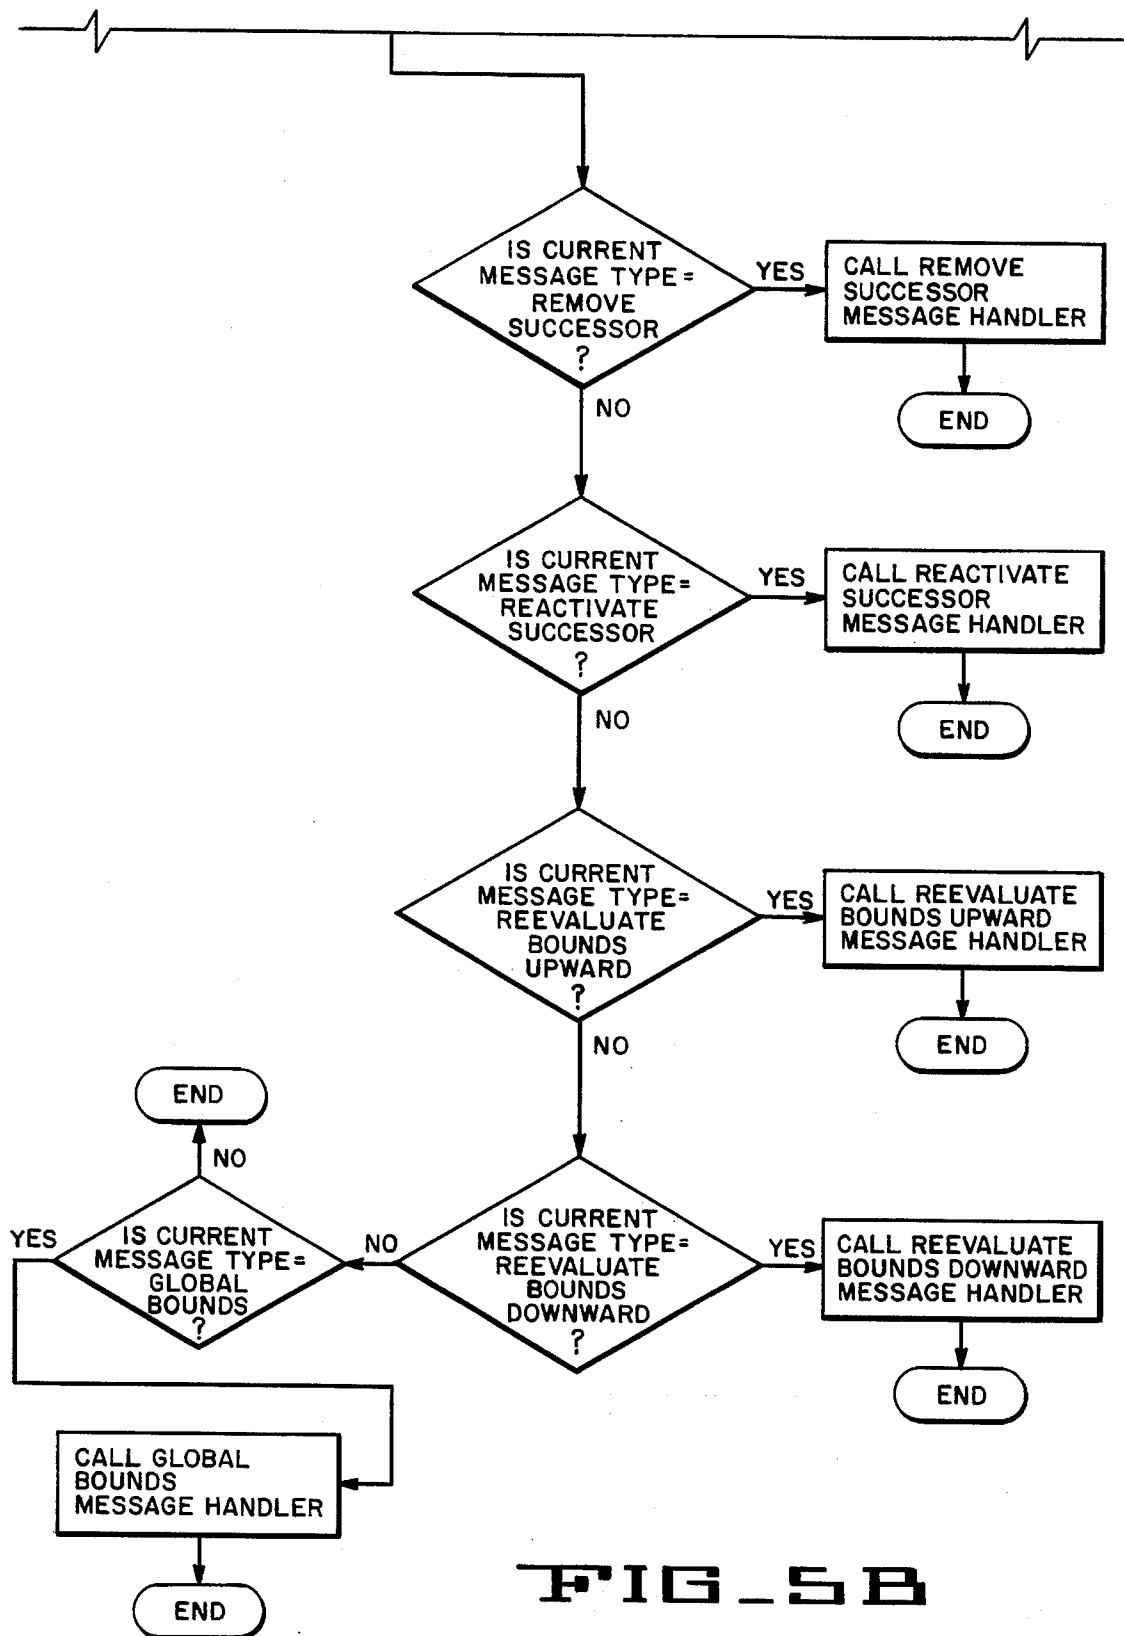 IS CURRENT
MESSAGE TYPE=
REMOVE
SUCCESSOR
?
YES
CALL REMOVE
SUCCESSOR
MESSAGE HANDLER
END
NO
IS CURRENT
MESSAGE TYPE=
REACTIVATE
SUCCESSOR
?
YES
CALL REACTIVATE
SUCCESSOR
MESSAGE HANDLER
END
NO
IS CURRENT
MESSAGE TYPE=
REEVALUATE
BOUNDS
UPWARD
?
YES
CALL REEVALUATE
BOUNDS UPWARD
MESSAGE HANDLER
END
NO
IS CURRENT
MESSAGE TYPE=
REEVALUATE
BOUNDS
DOWNWARD
?
YES
CALL REEVALUATE
BOUNDS DOWNWARD
MESSAGE HANDLER
END
NO
IS CURRENT
MESSAGE TYPE=
GLOBAL
BOUNDS
?
NO
END
YES
CALL GLOBAL
BOUNDS
MESSAGE HANDLER
END
FIG_5B